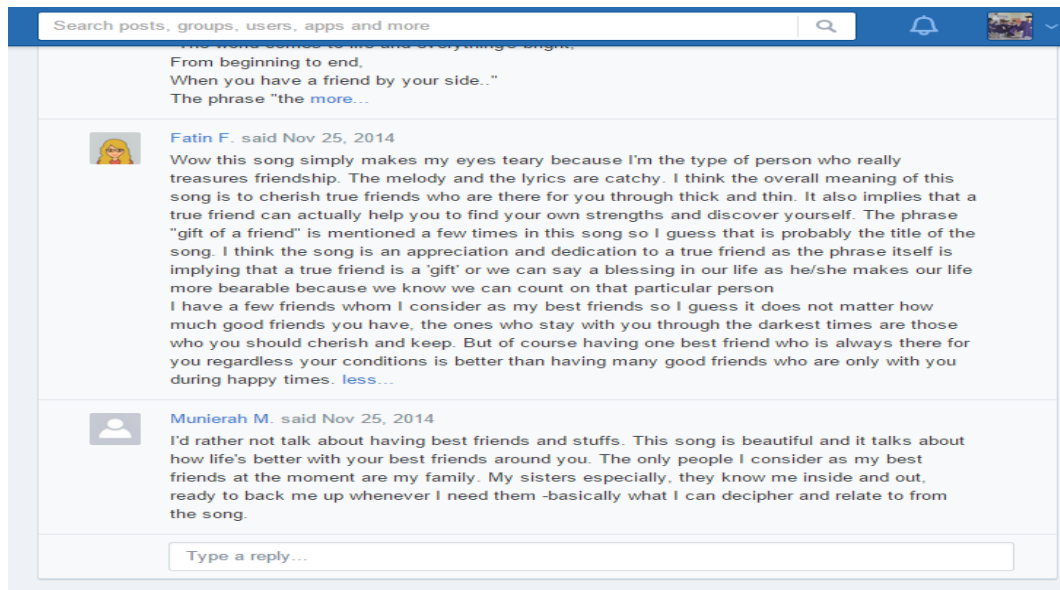 Search posts, groups, users, apps and more
"The world comes to life and everything's bright,
From beginning to end,
When you have a friend by your side.."
The phrase "the more...
Fatin F. said Nov 25, 2014
Wow this song simply makes my eyes teary because I'm the type of person who really
treasures friendship. The melody and the lyrics are catchy. I think the overall meaning of this
song is to cherish true friends who are there for you through thick and thin. It also implies that a
true friend can actually help you to find your own strengths and discover yourself. The phrase
"gift of a friend" is mentioned a few times in this song so I guess that is probably the title of the
song. I think the song is an appreciation and dedication to a true friend as the phrase itself is
implying that a true friend is a 'gift' or we can say a blessing in our life as he/she makes our life
more bearable because we know we can count on that particular person
I have a few friends whom I consider as my best friends so I guess it does not matter how
much good friends you have, the ones who stay with you through the darkest times are those
who you should cherish and keep. But of course having one best friend who is always there for
you regardless your conditions is better than having many good friends who are only with you
during happy times. less...
Munierah M. said Nov 25, 2014
I'd rather not talk about having best friends and stuffs. This song is beautiful and it talks about
how life's better with your best friends around you. The only people I consider as my best
friends at the moment are my family. My sisters especially, they know me inside and out,
ready to back me up whenever I need them -basically what I can decipher and relate to from
the song.
Type a reply...